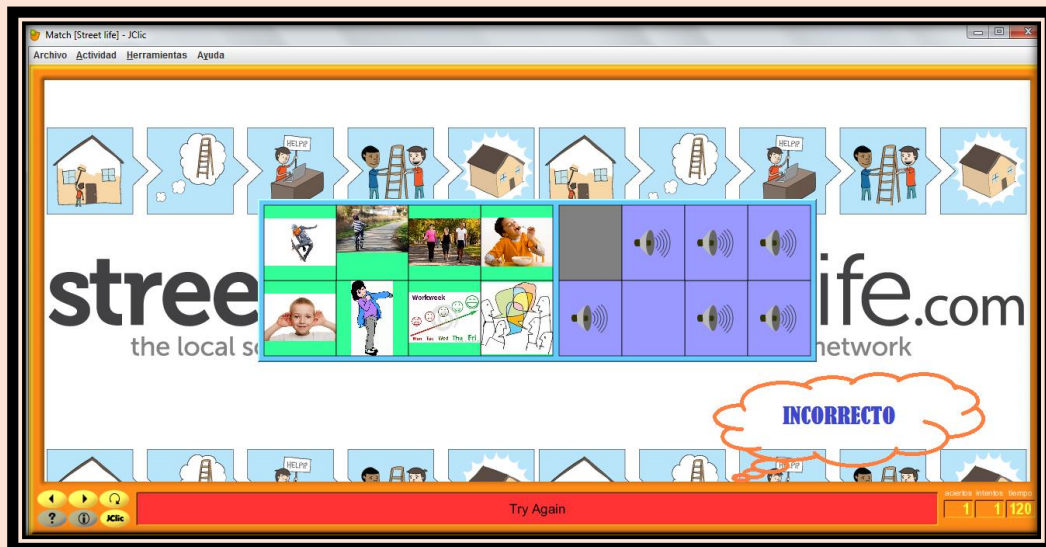 Match [Street life] - JClic
Archivo Actividad Herramientas Ayuda
HELP!?
HELP!?
Workweek
Mon Tue Wed Thu Fri
stree
ife.com
the local s
network
INCORRECTO
HELP!?
HELP!?
Try Again
aciertos intentos tiempo
1 1 120
? i JClic